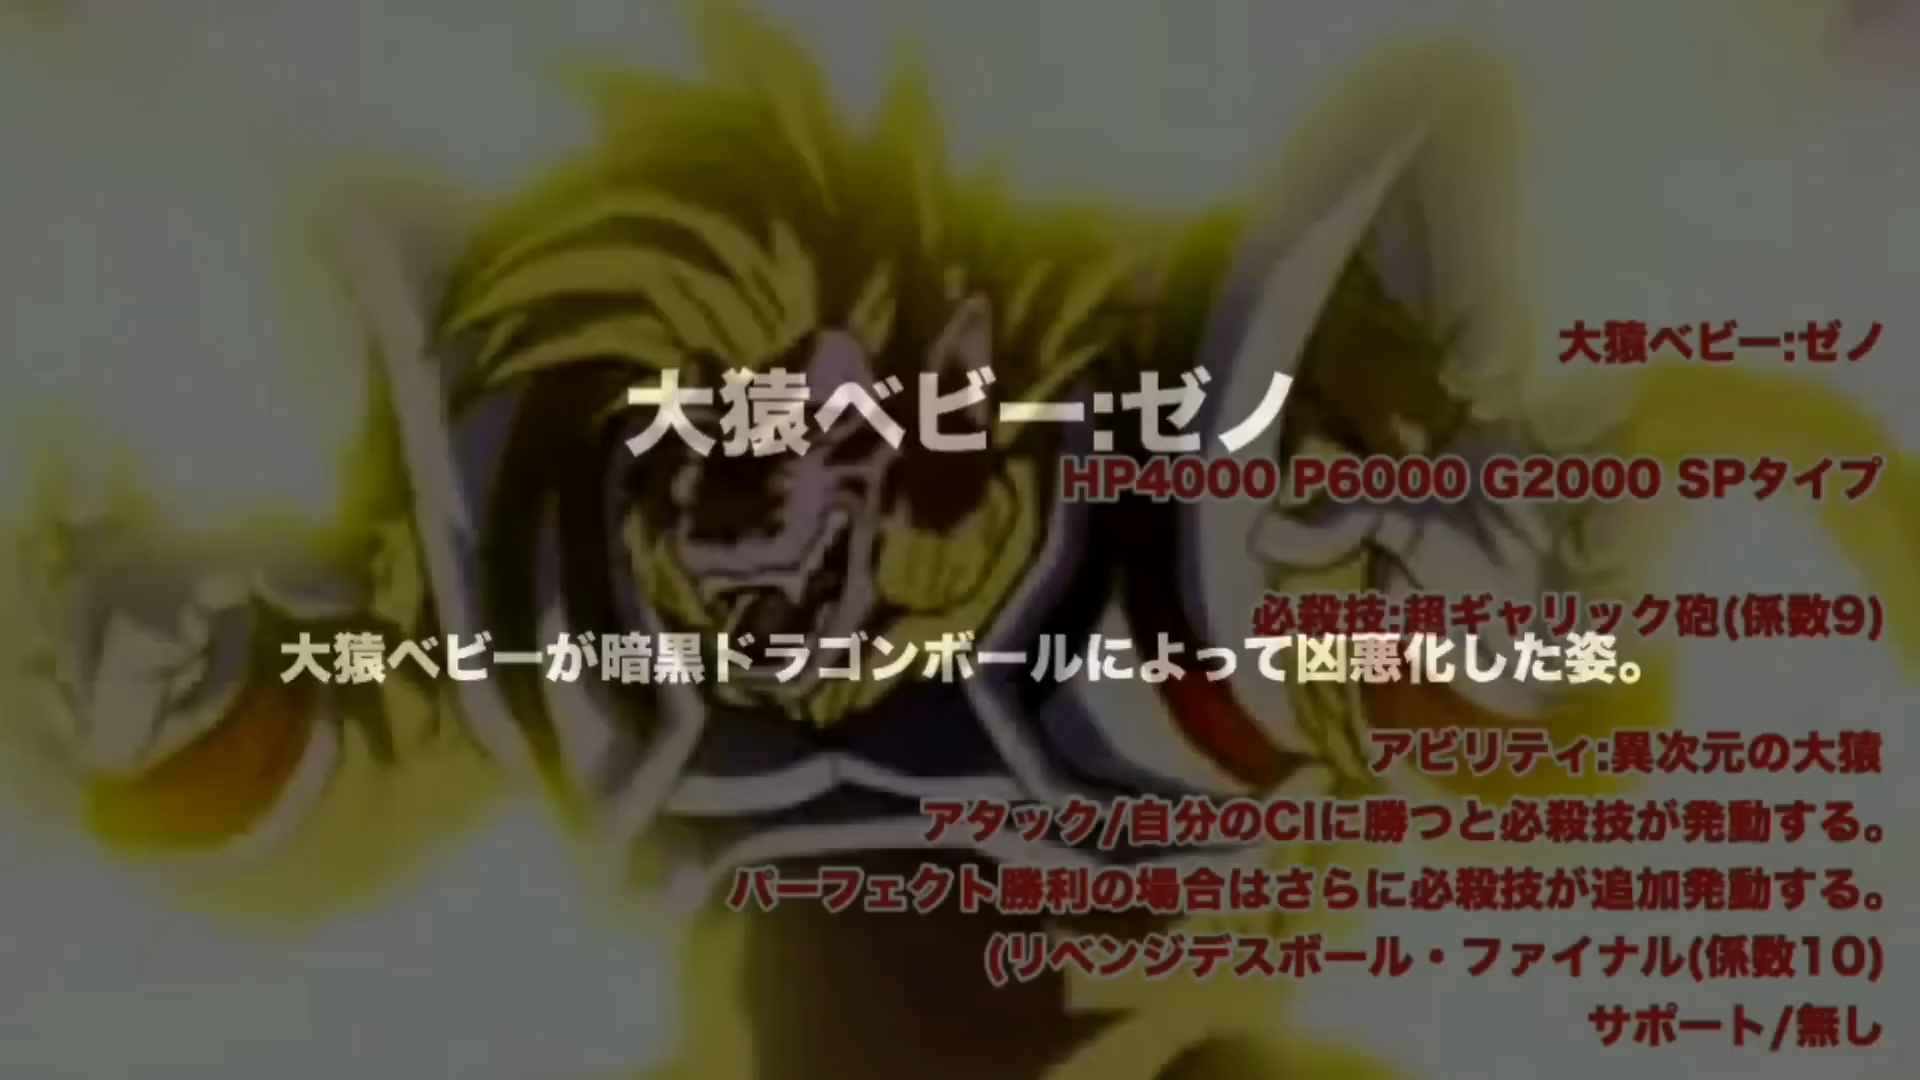 大猿ベビー:ゼノ
大猿ベビー:ゼノ
HP4000 P6000 G2000 SPタイプ
必殺技:超ギャリック砲(係数9)
大猿ベビーが暗黒ドラゴンボールによって凶悪化した姿。
アビリティ:異次元の大猿
アタック/自分のCIに勝つと必殺技が発動する。
パーフェクト勝利の場合はさらに必殺技が追加発動する。
(リベンジデスボール・ファイナル(係数10)
サポート/無し